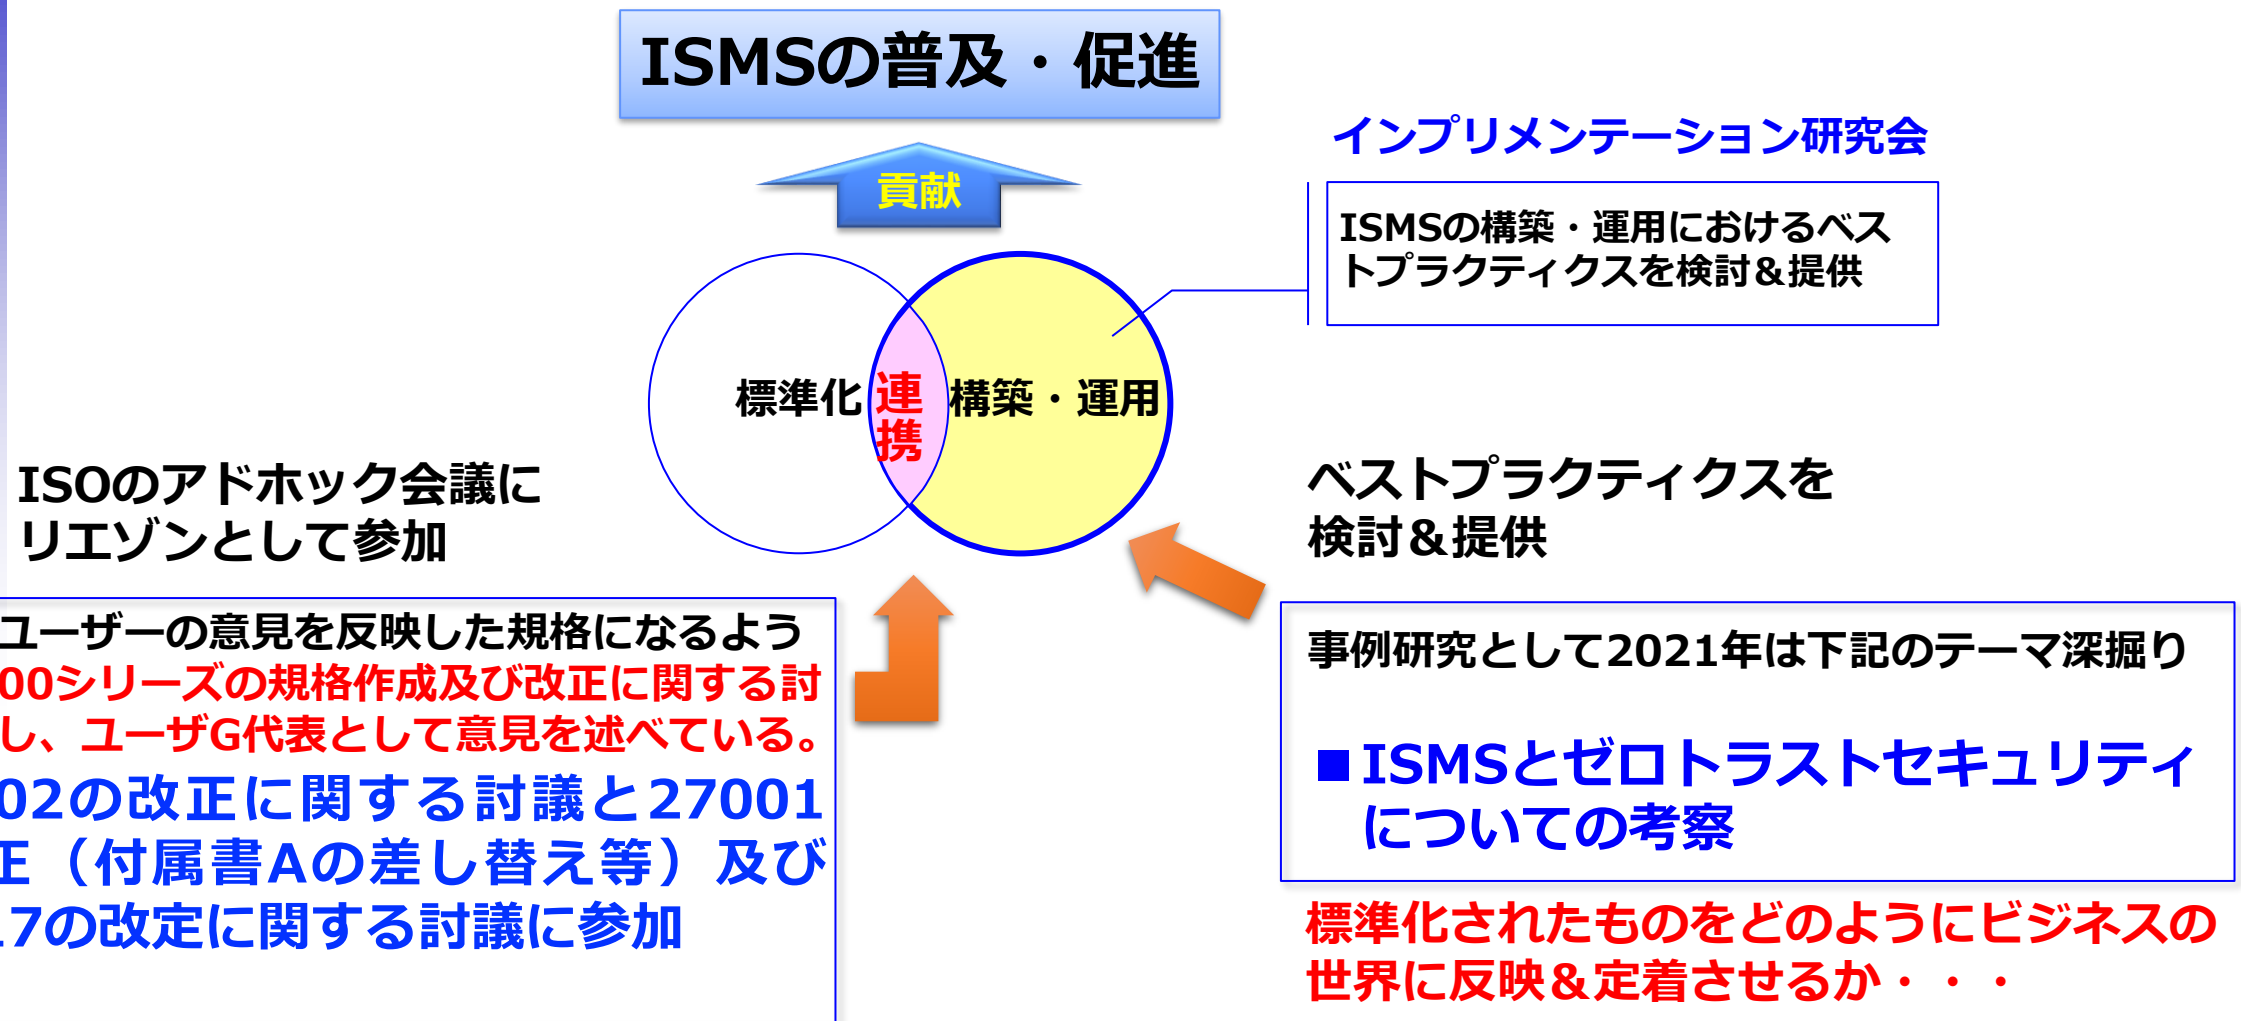 ISMSの普及・促進
貢献
インプリメンテーション研究会
ISMSの構築・運用におけるベス
トプラクティクスを検討&提供
標準化
連
携
構築・運用
ISOのアドホック会議に
リエゾンとして参加
ユーザーの意見を反映した規格になるよう
00シリーズの規格作成及び改正に関する討
し、ユーザG代表として意見を述べている。
02の改正に関する討議と27001
正（付属書Aの差し替え等）及び
17の改定に関する討議に参加
ベストプラクティクスを
検討&提供
事例研究として2021年は下記のテーマ深掘り
■ISMSとゼロトラストセキュリティ
についての考察
標準化されたものをどのようにビジネスの
世界に反映&定着させるか・・・